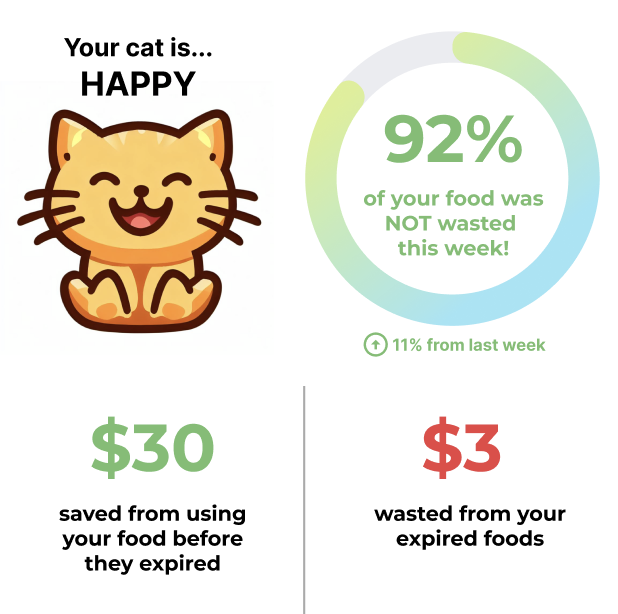 Your cat is...
HAPPY
92%
of your food was
NOT wasted
this week!
11% from last week
$30
saved from using
your food before
they expired
$3
wasted from your
expired foods